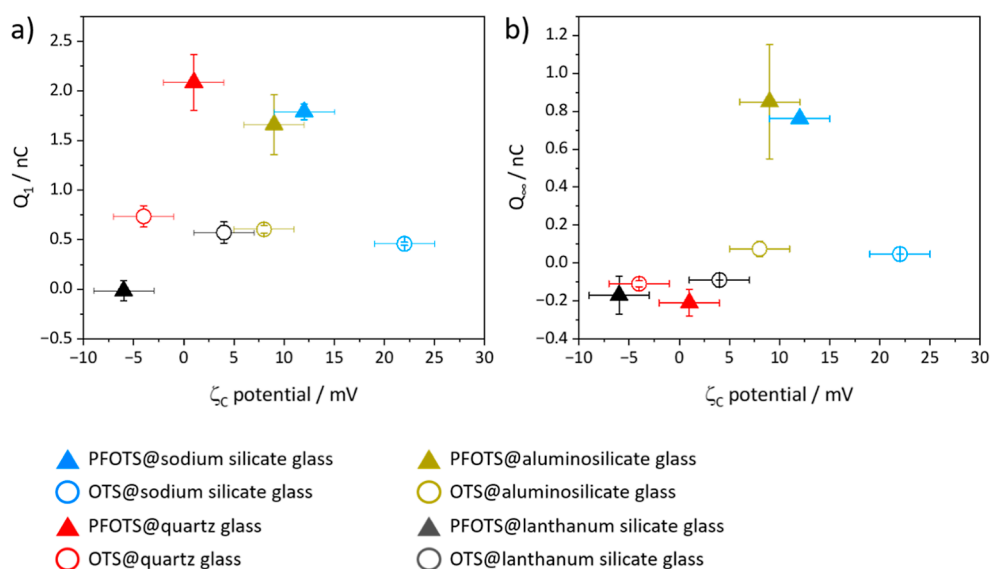 a)
Q₁ / nC
2.5
2.0
1.5
1.0
0.5
0.0
−0.5
−10 −5 0 5 10 15 20 25 30
ζC potential / mV
b)
Q∞ / nC
1.2
1.0
0.8
0.6
0.4
0.2
0.0
−0.2
−0.4
−10 −5 0 5 10 15 20 25 30
ζC potential / mV
PFOTS@sodium silicate glass
OTS@sodium silicate glass
PFOTS@quartz glass
OTS@quartz glass
PFOTS@aluminosilicate glass
OTS@aluminosilicate glass
PFOTS@lanthanum silicate glass
OTS@lanthanum silicate glass